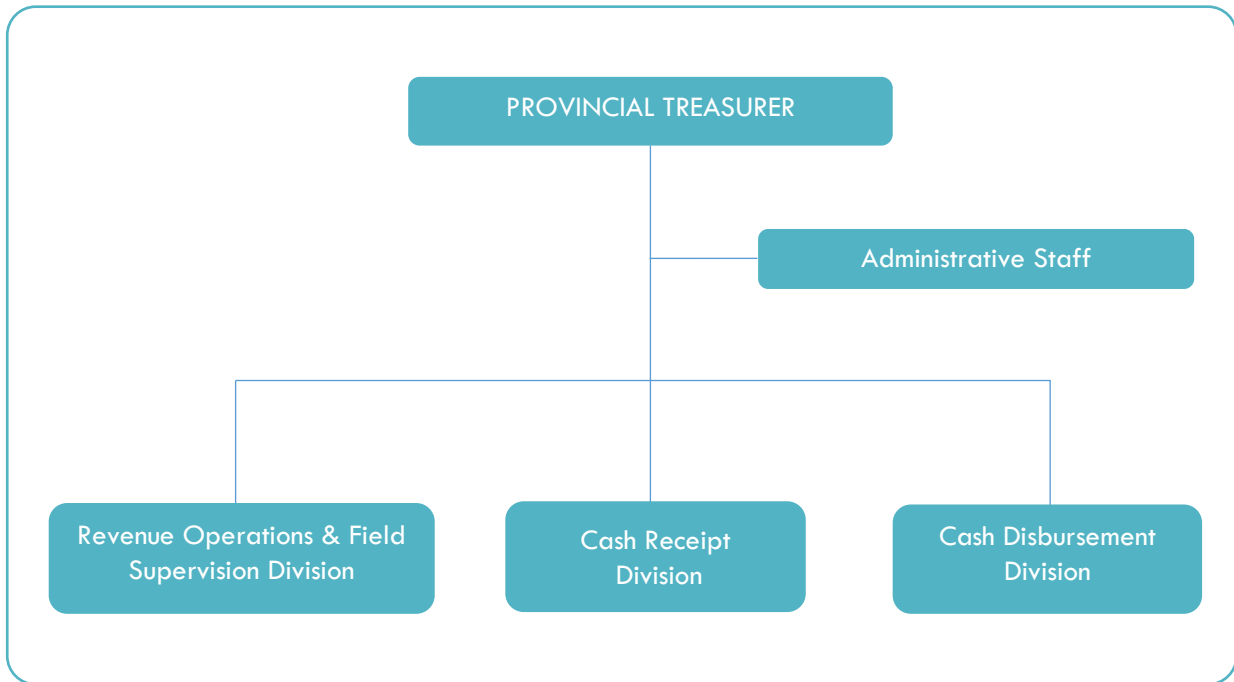 PROVINCIAL TREASURER
Administrative Staff
Revenue Operations & Field
Supervision Division
Cash Receipt
Division
Cash Disbursement
Division